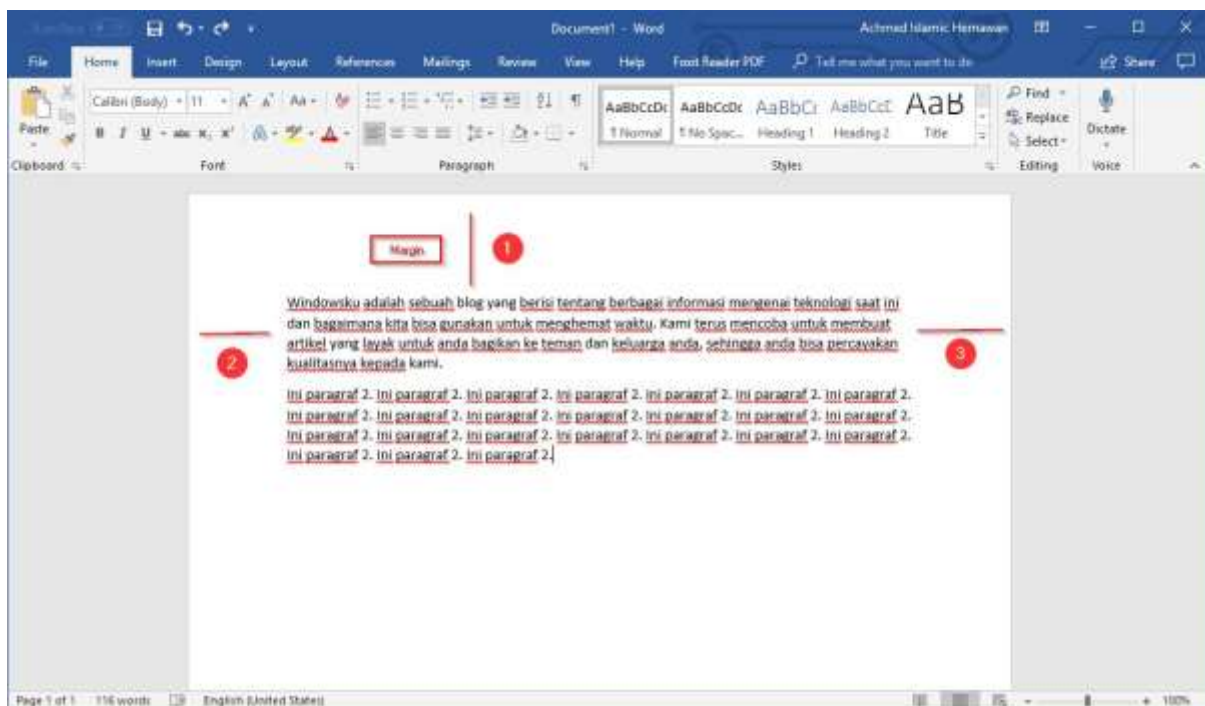 Document1 - Word
Achmad Islamic Hernawan
File Home Insert Design Layout References Mailings Review View Help Foxit Reader PDF Tell me what you want to do Share
Paste
Calibri (Body) 11
AaBbCcDc AaBbCcDc AaBbCc AaBbCcE AaB
¶ Normal ¶ No Spac... Heading 1 Heading 2 Title
Find
Replace
Select
Dictate
Clipboard Font Paragraph Styles Editing Voice
Margin
1
Windowsku adalah sebuah blog yang berisi tentang berbagai informasi mengenai teknologi saat ini
dan bagaimana kita bisa gunakan untuk menghemat waktu. Kami terus mencoba untuk membuat
artikel yang layak untuk anda bagikan ke teman dan keluarga anda, sehingga anda bisa percayakan
kualitasnya kepada kami.
2
3
Ini paragraf 2. Ini paragraf 2. Ini paragraf 2. Ini paragraf 2. Ini paragraf 2. Ini paragraf 2. Ini paragraf 2.
Ini paragraf 2. Ini paragraf 2. Ini paragraf 2. Ini paragraf 2. Ini paragraf 2. Ini paragraf 2. Ini paragraf 2.
Ini paragraf 2. Ini paragraf 2. Ini paragraf 2. Ini paragraf 2. Ini paragraf 2. Ini paragraf 2. Ini paragraf 2.
Ini paragraf 2. Ini paragraf 2. Ini paragraf 2.
Page 1 of 1 116 words English (United States) 100%